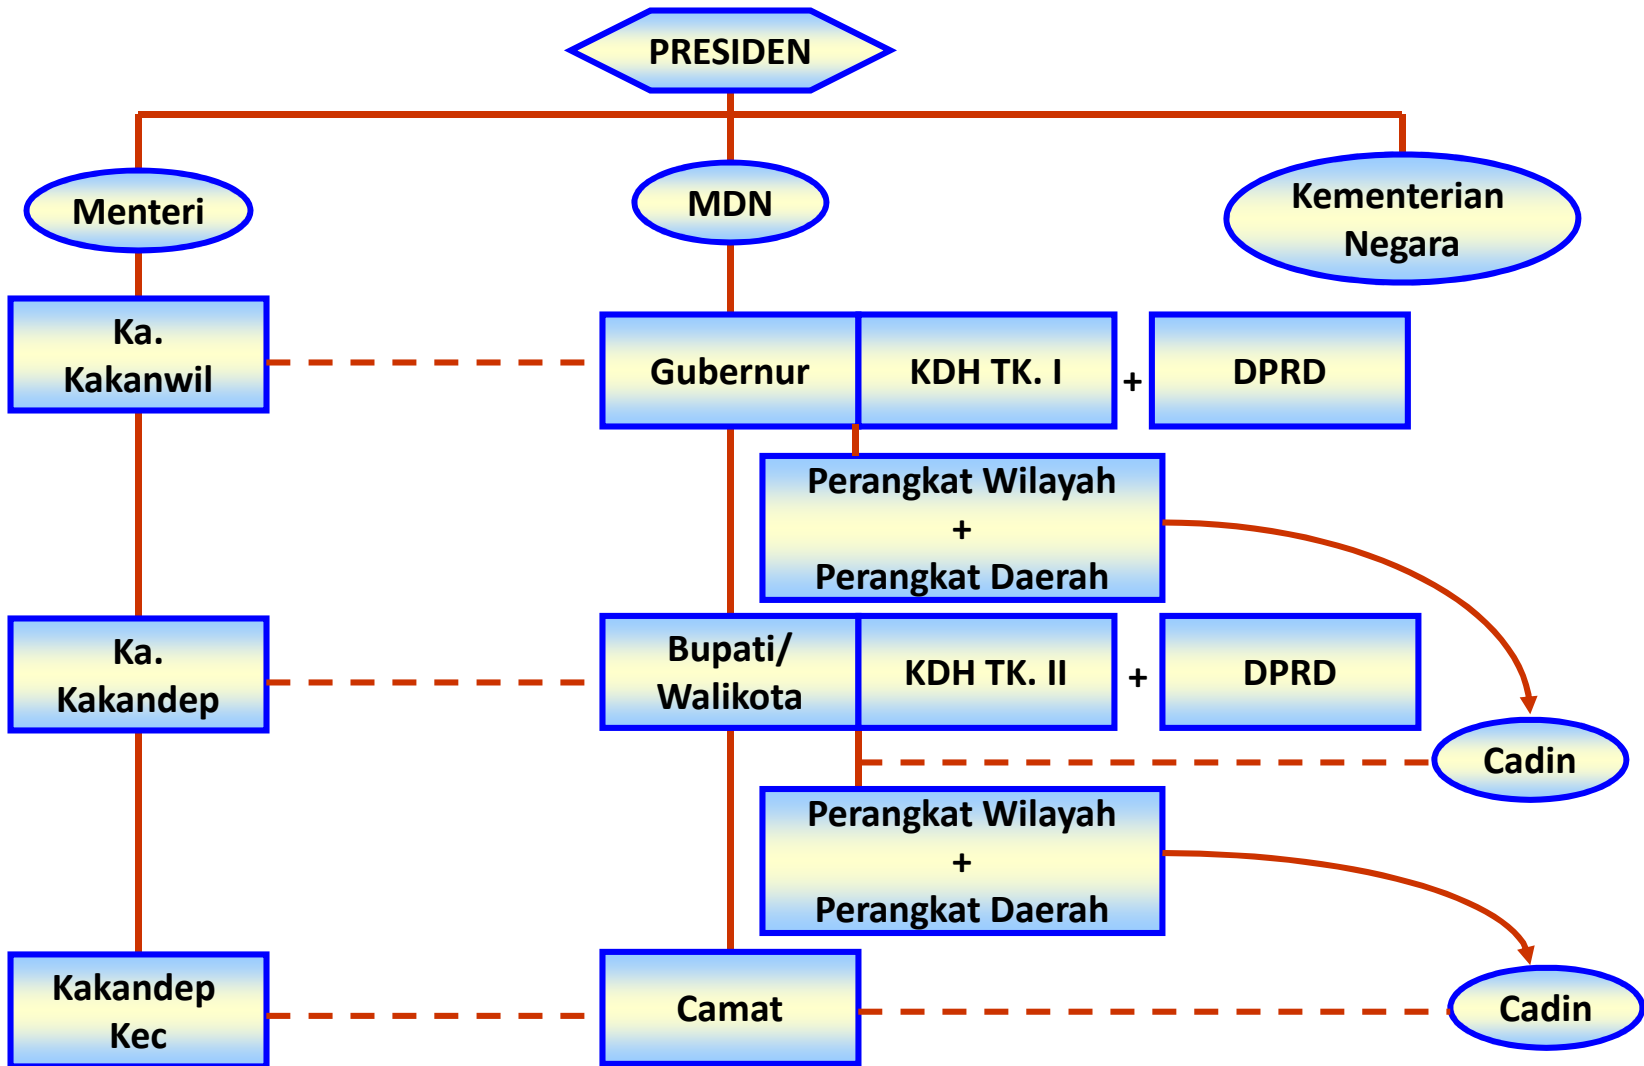 PRESIDEN
Menteri
MDN
Kementerian
Negara
Ka.
Kakanwil
Gubernur
KDH TK. I
+
DPRD
Perangkat Wilayah
+
Perangkat Daerah
Ka.
Kakandep
Bupati/
Walikota
KDH TK. II
+
DPRD
Cadin
Perangkat Wilayah
+
Perangkat Daerah
Kakandep
Kec
Camat
Cadin